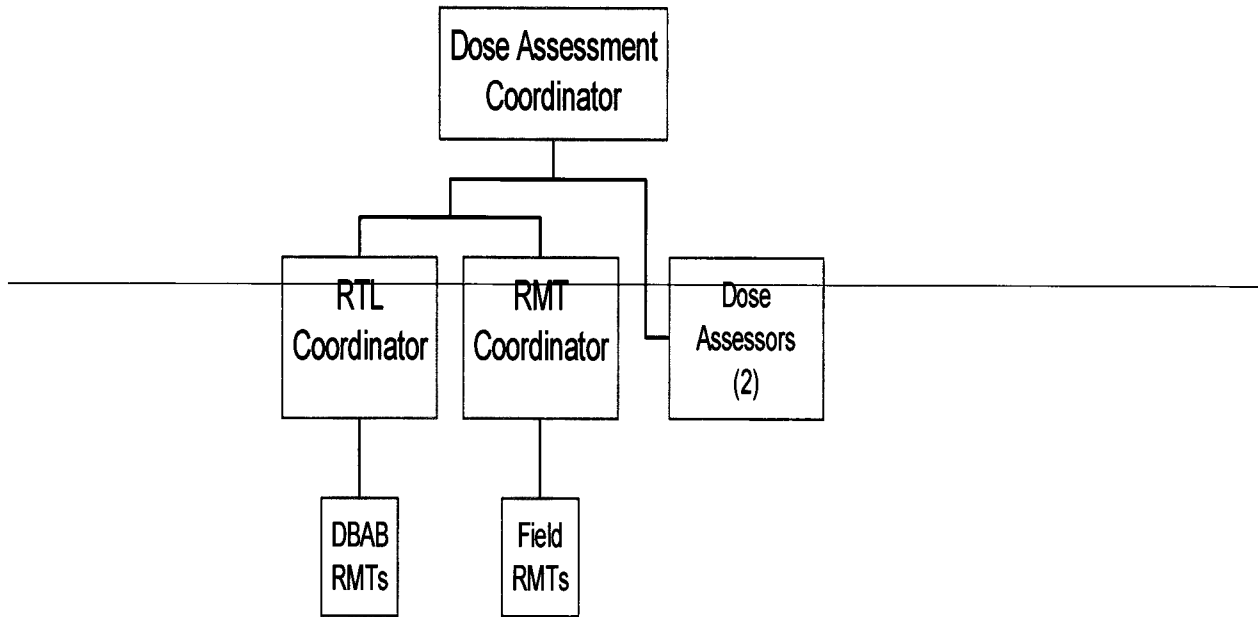 Dose Assessment
Coordinator
RTL
Coordinator
RMT
Coordinator
Dose
Assessors
(2)
DBAB
RMTs
Field
RMTs